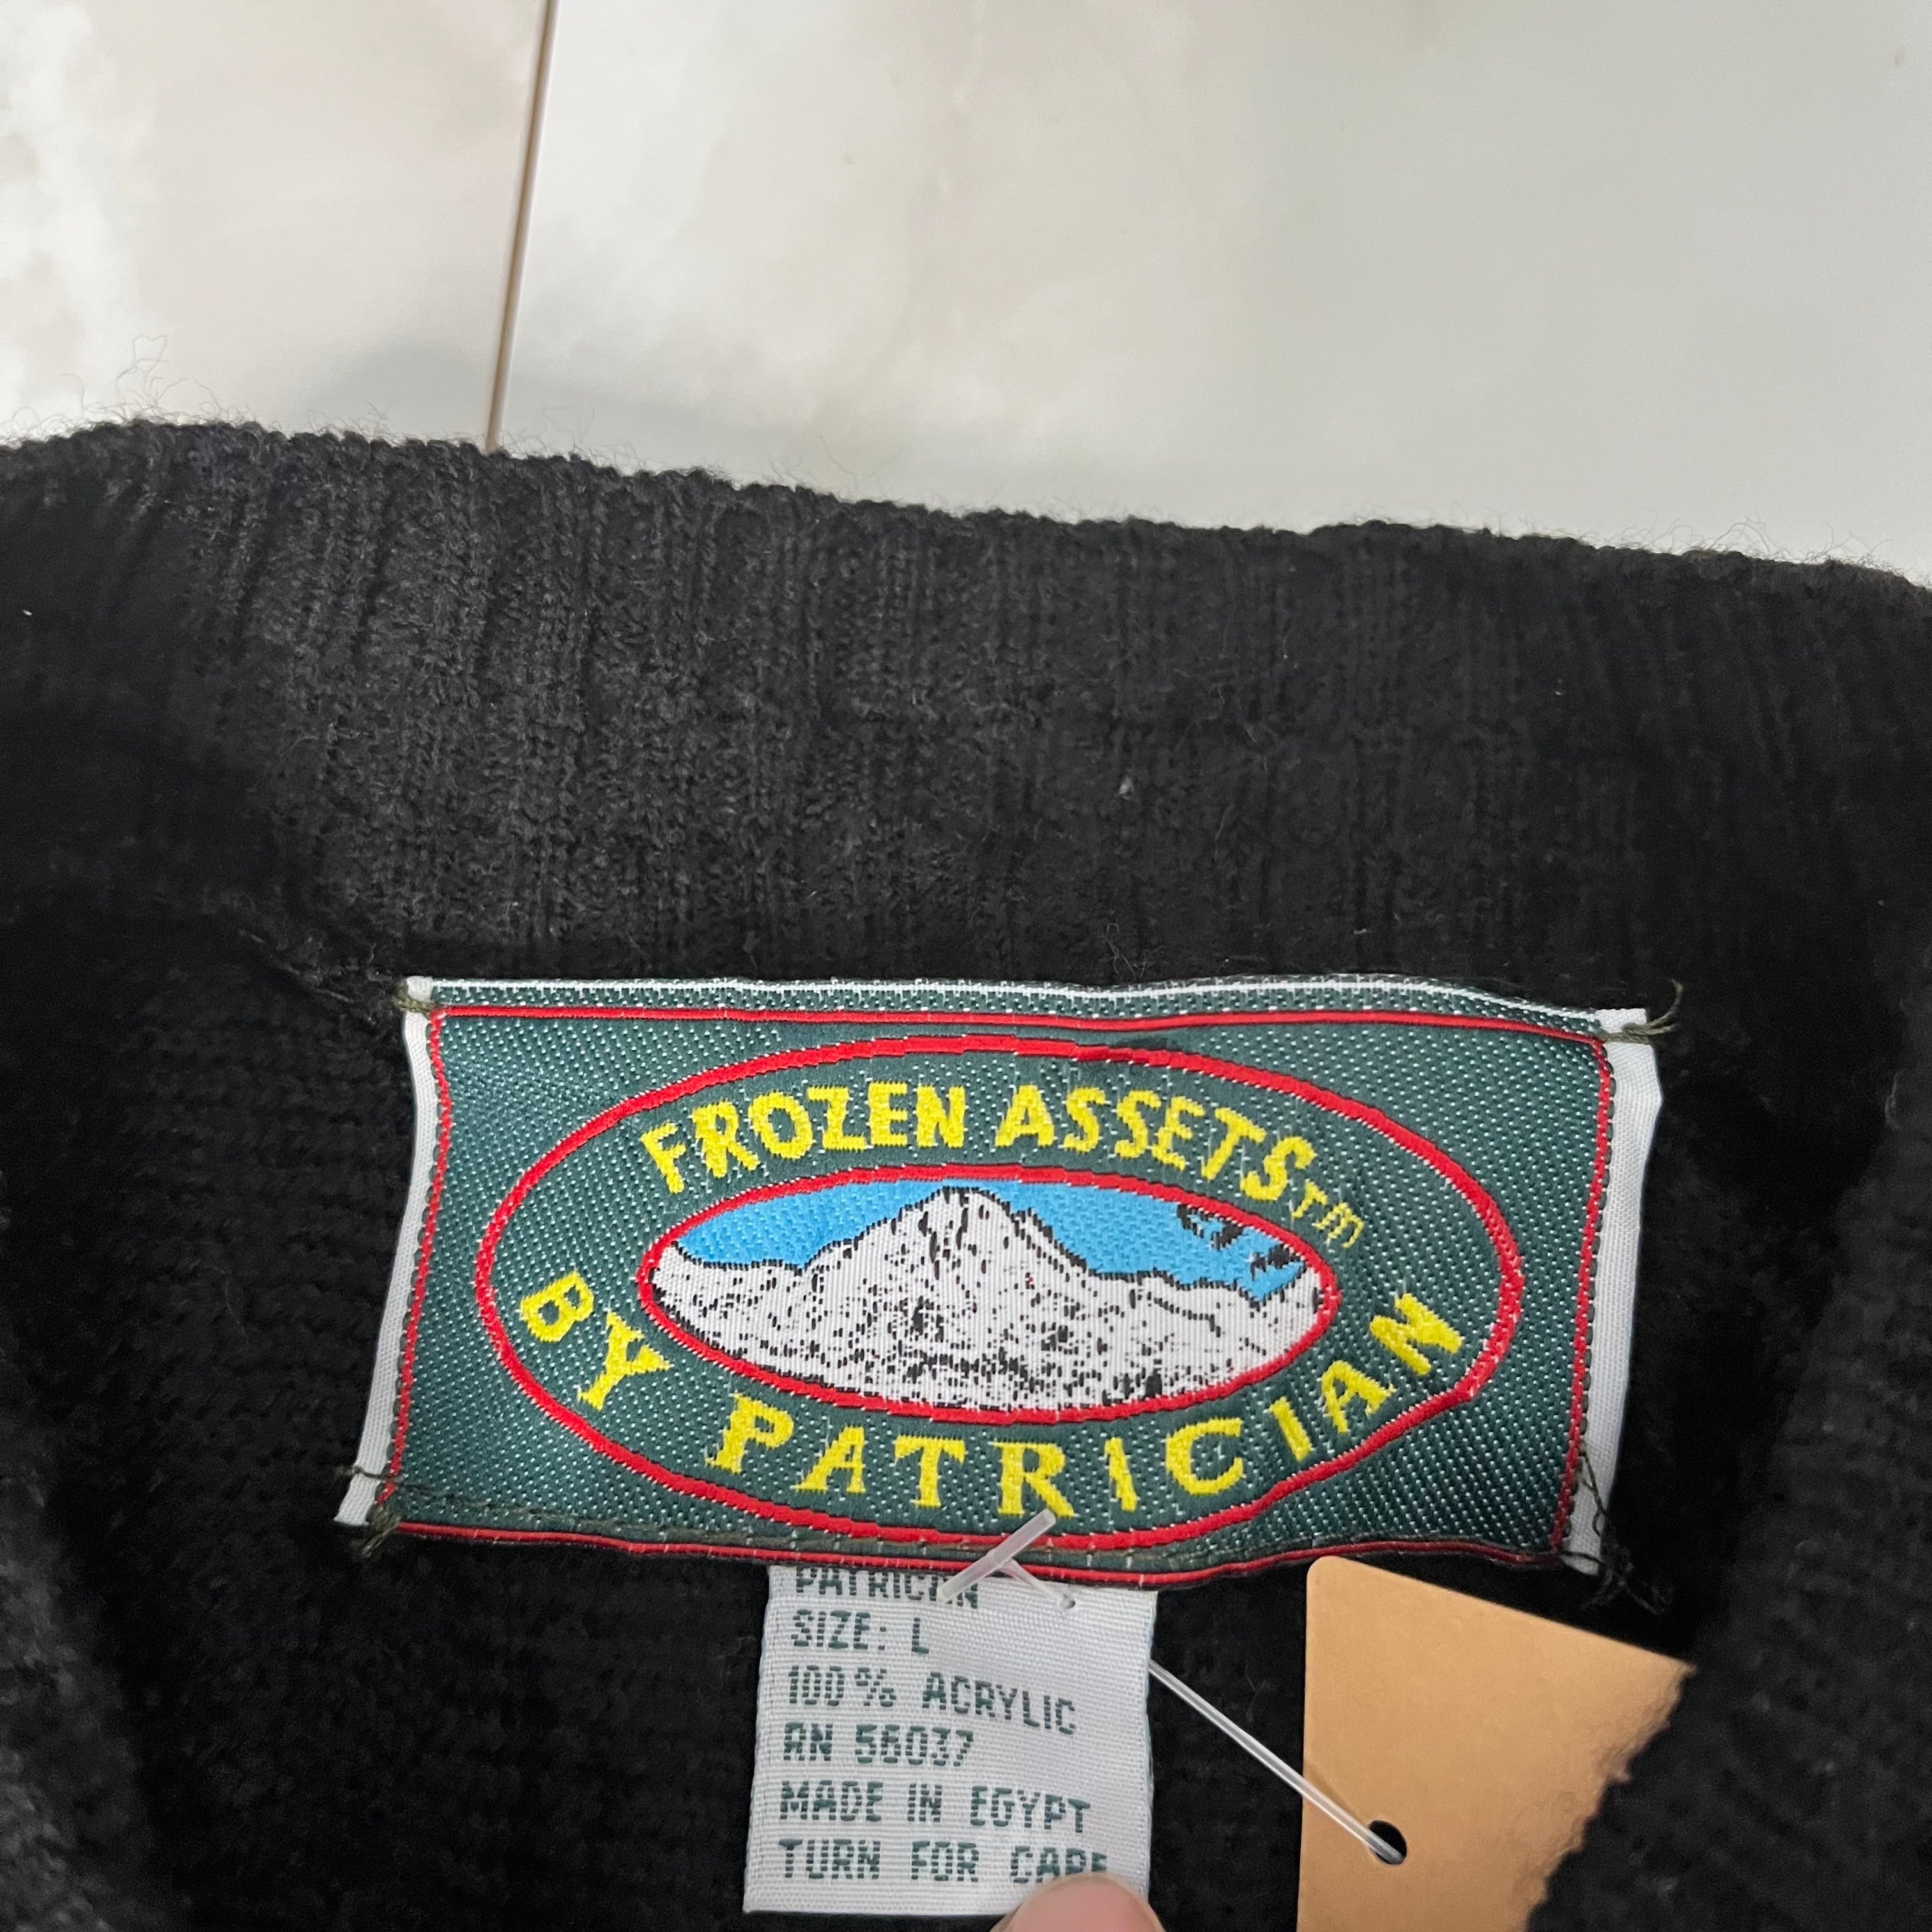 FROZEN ASSETS™
BY PATRICIAN
PATRICIAN
SIZE: L
100% ACRYLIC
RN 56037
MADE IN EGYPT
TURN FOR CARE